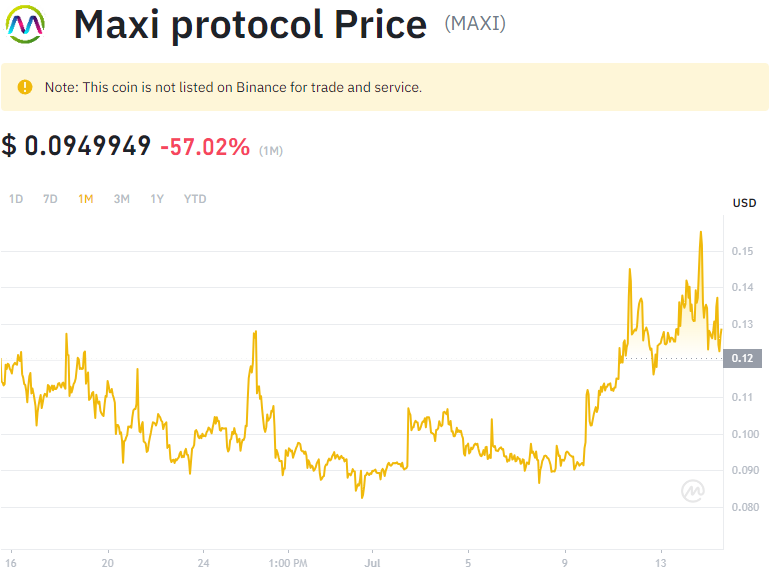 Maxi protocol Price (MAXI)
Note: This coin is not listed on Binance for trade and service.
$ 0.0949949 -57.02% (1M)
1D 7D 1M 3M 1Y YTD
USD
0.15
0.14
0.13
0.12
0.11
0.100
0.090
0.080
16 20 24 1:00 PM Jul 5 9 13